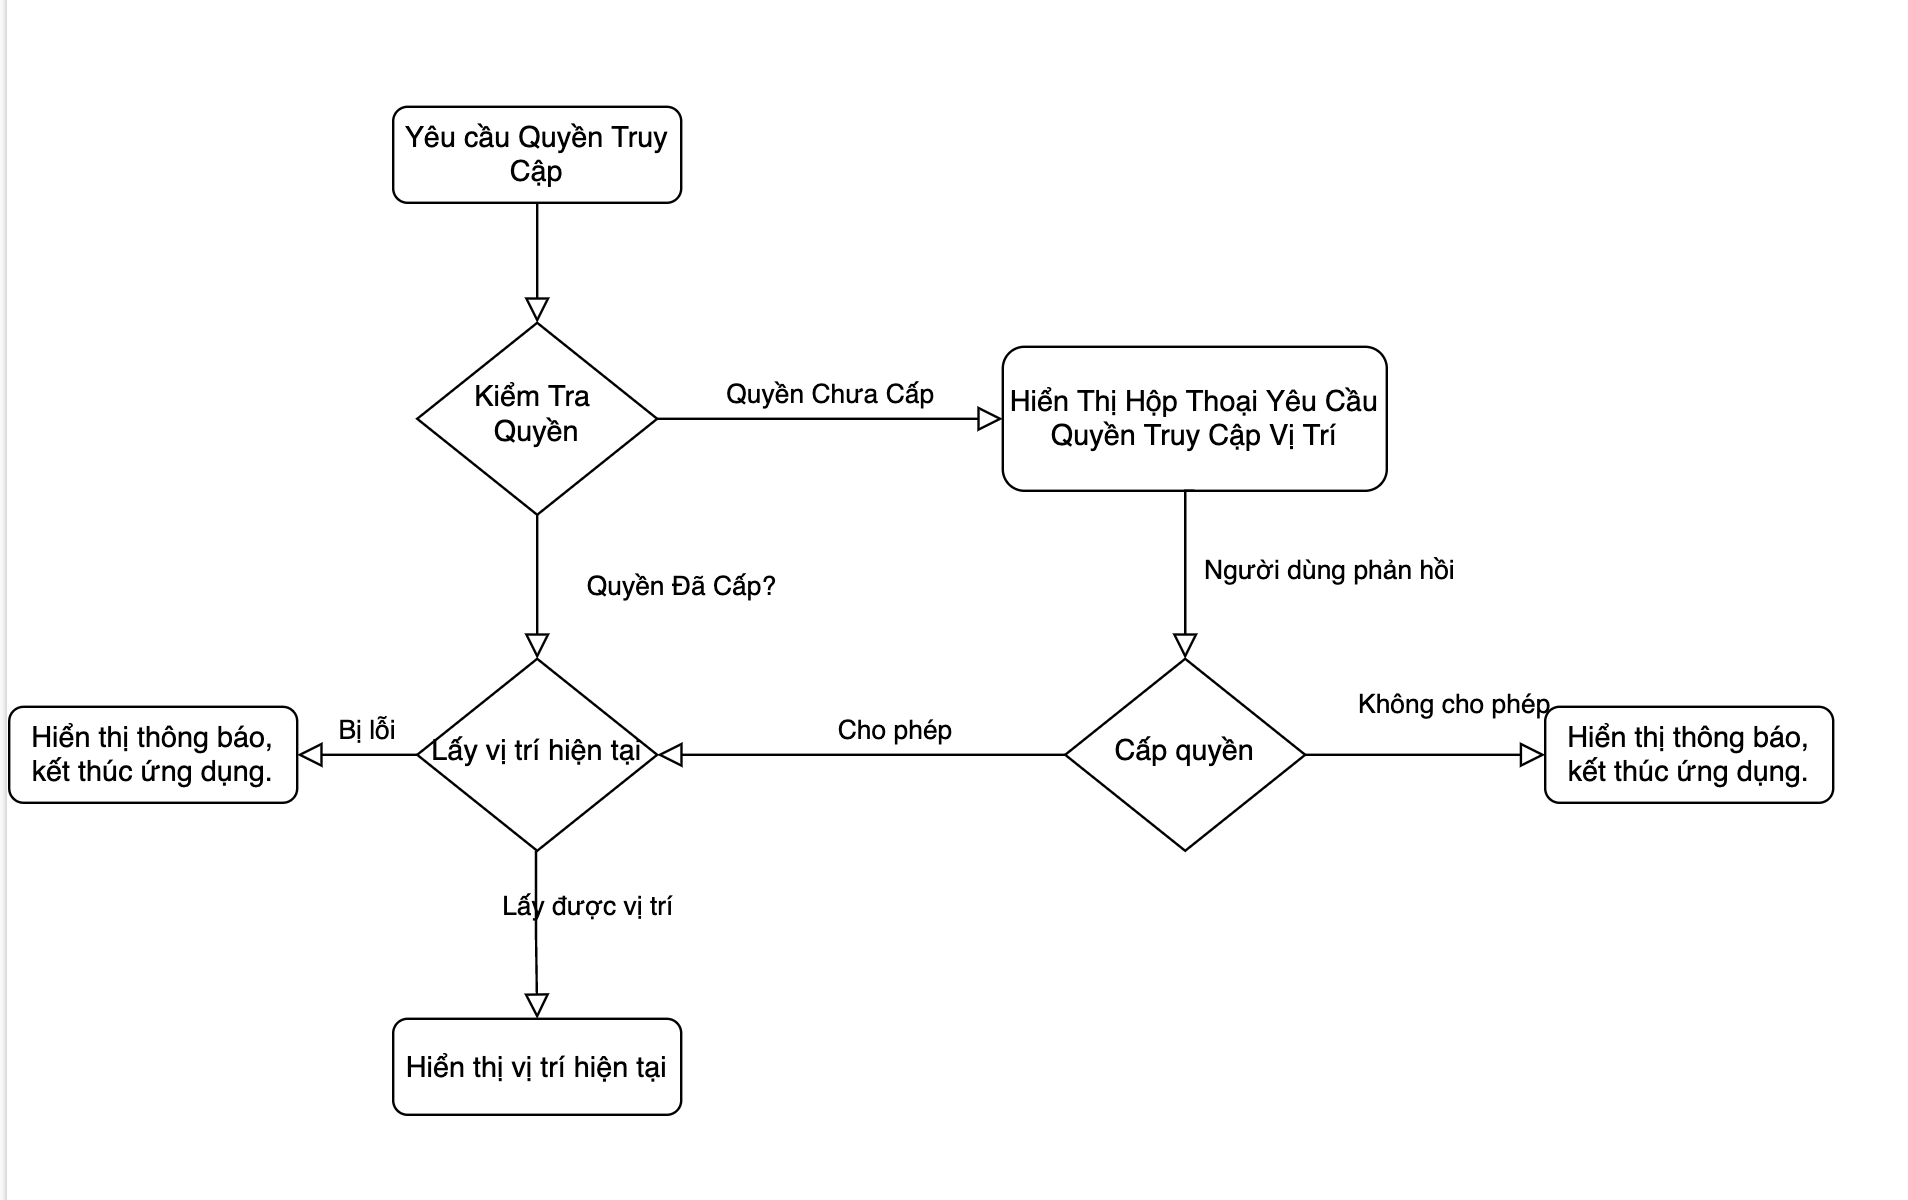 Yêu cầu Quyền Truy
Cập
Kiểm Tra
Quyền
Quyền Chưa Cấp
Hiển Thị Hộp Thoại Yêu Cầu
Quyền Truy Cập Vị Trí
Quyền Đã Cấp?
Người dùng phản hồi
Hiển thị thông báo,
kết thúc ứng dụng.
Bị lỗi
Lấy vị trí hiện tại
Cho phép
Cấp quyền
Không cho phép
Hiển thị thông báo,
kết thúc ứng dụng.
Lấy được vị trí
Hiển thị vị trí hiện tại